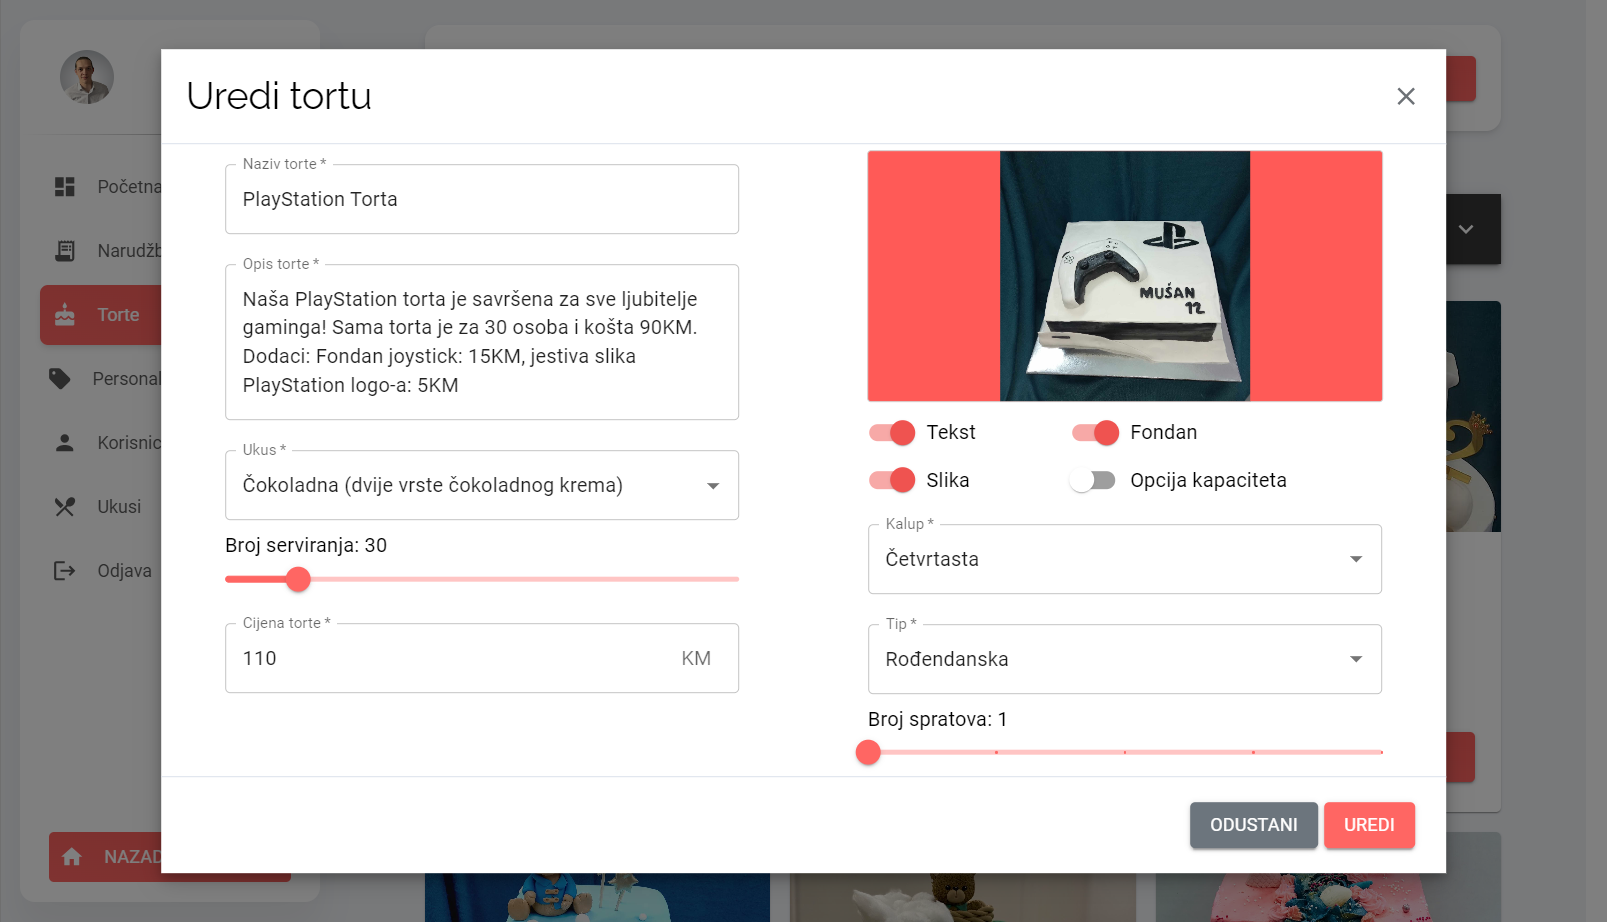 Uredi tortu
Početna
Narudžb
Torte
Personal
Korisnic
Ukusi
Odjava
NAZAD
Naziv torte *
PlayStation Torta
Opis torte *
Naša PlayStation torta je savršena za sve ljubitelje
gaminga! Sama torta je za 30 osoba i košta 90KM.
Dodaci: Fondan joystick: 15KM, jestiva slika
PlayStation logo-a: 5KM
Ukus *
Čokoladna (dvije vrste čokoladnog krema)
Broj serviranja: 30
Cijena torte *
110 KM
MUŠAN
12
Tekst
Fondan
Slika
Opcija kapaciteta
Kalup *
Četvrtasta
Tip *
Rođendanska
Broj spratova: 1
ODUSTANI
UREDI